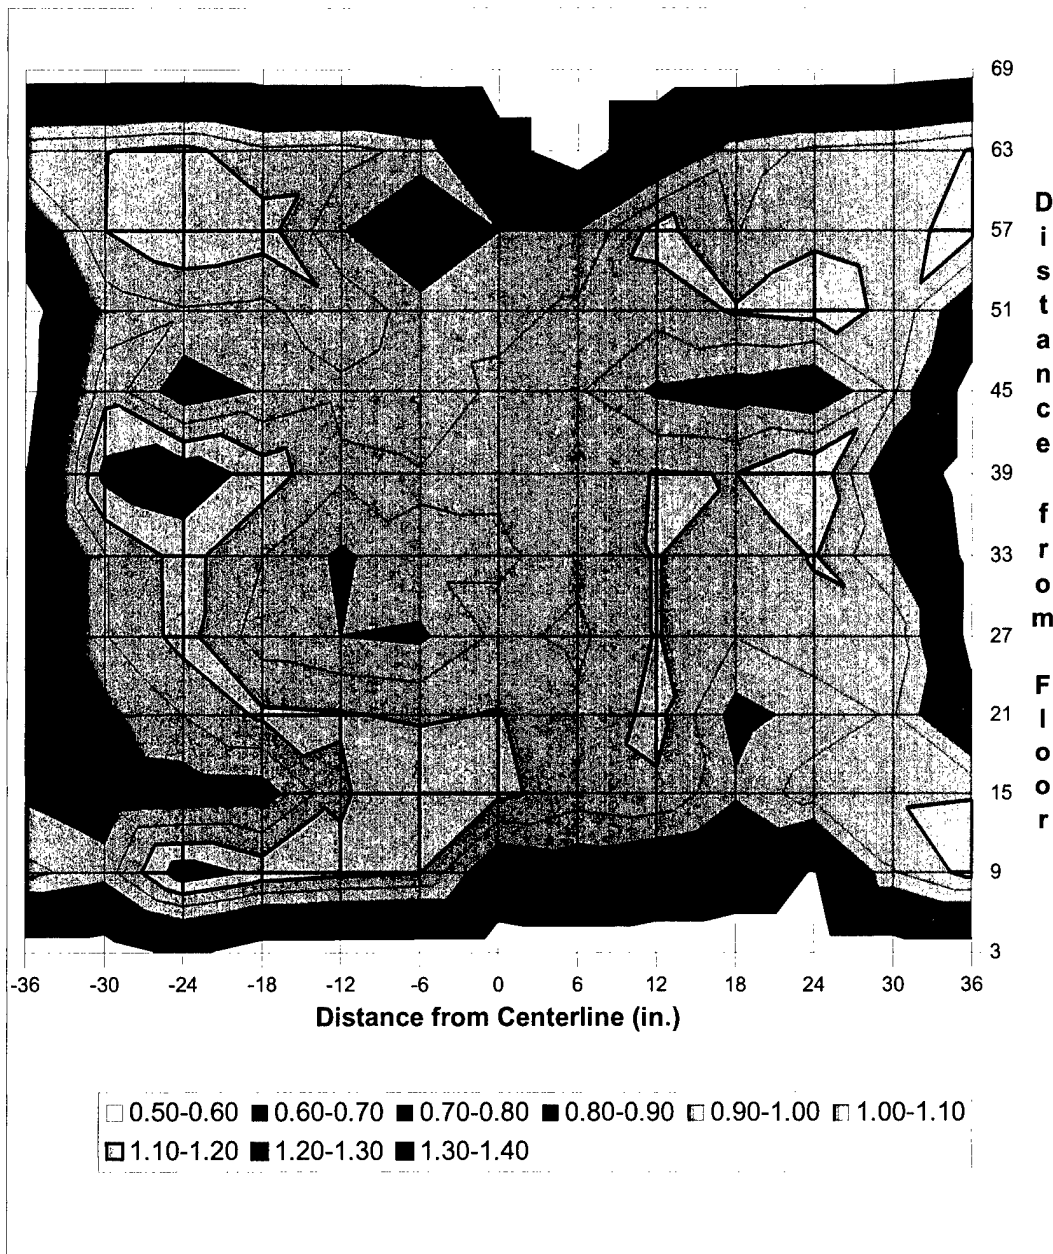 69
63
57
51
45
39
33
27
21
15
9
3
Distance from Floor
-36 -30 -24 -18 -12 -6 0 6 12 18 24 30 36
Distance from Centerline (in.)
0.50-0.60 0.60-0.70 0.70-0.80 0.80-0.90 0.90-1.00 1.00-1.10
1.10-1.20 1.20-1.30 1.30-1.40